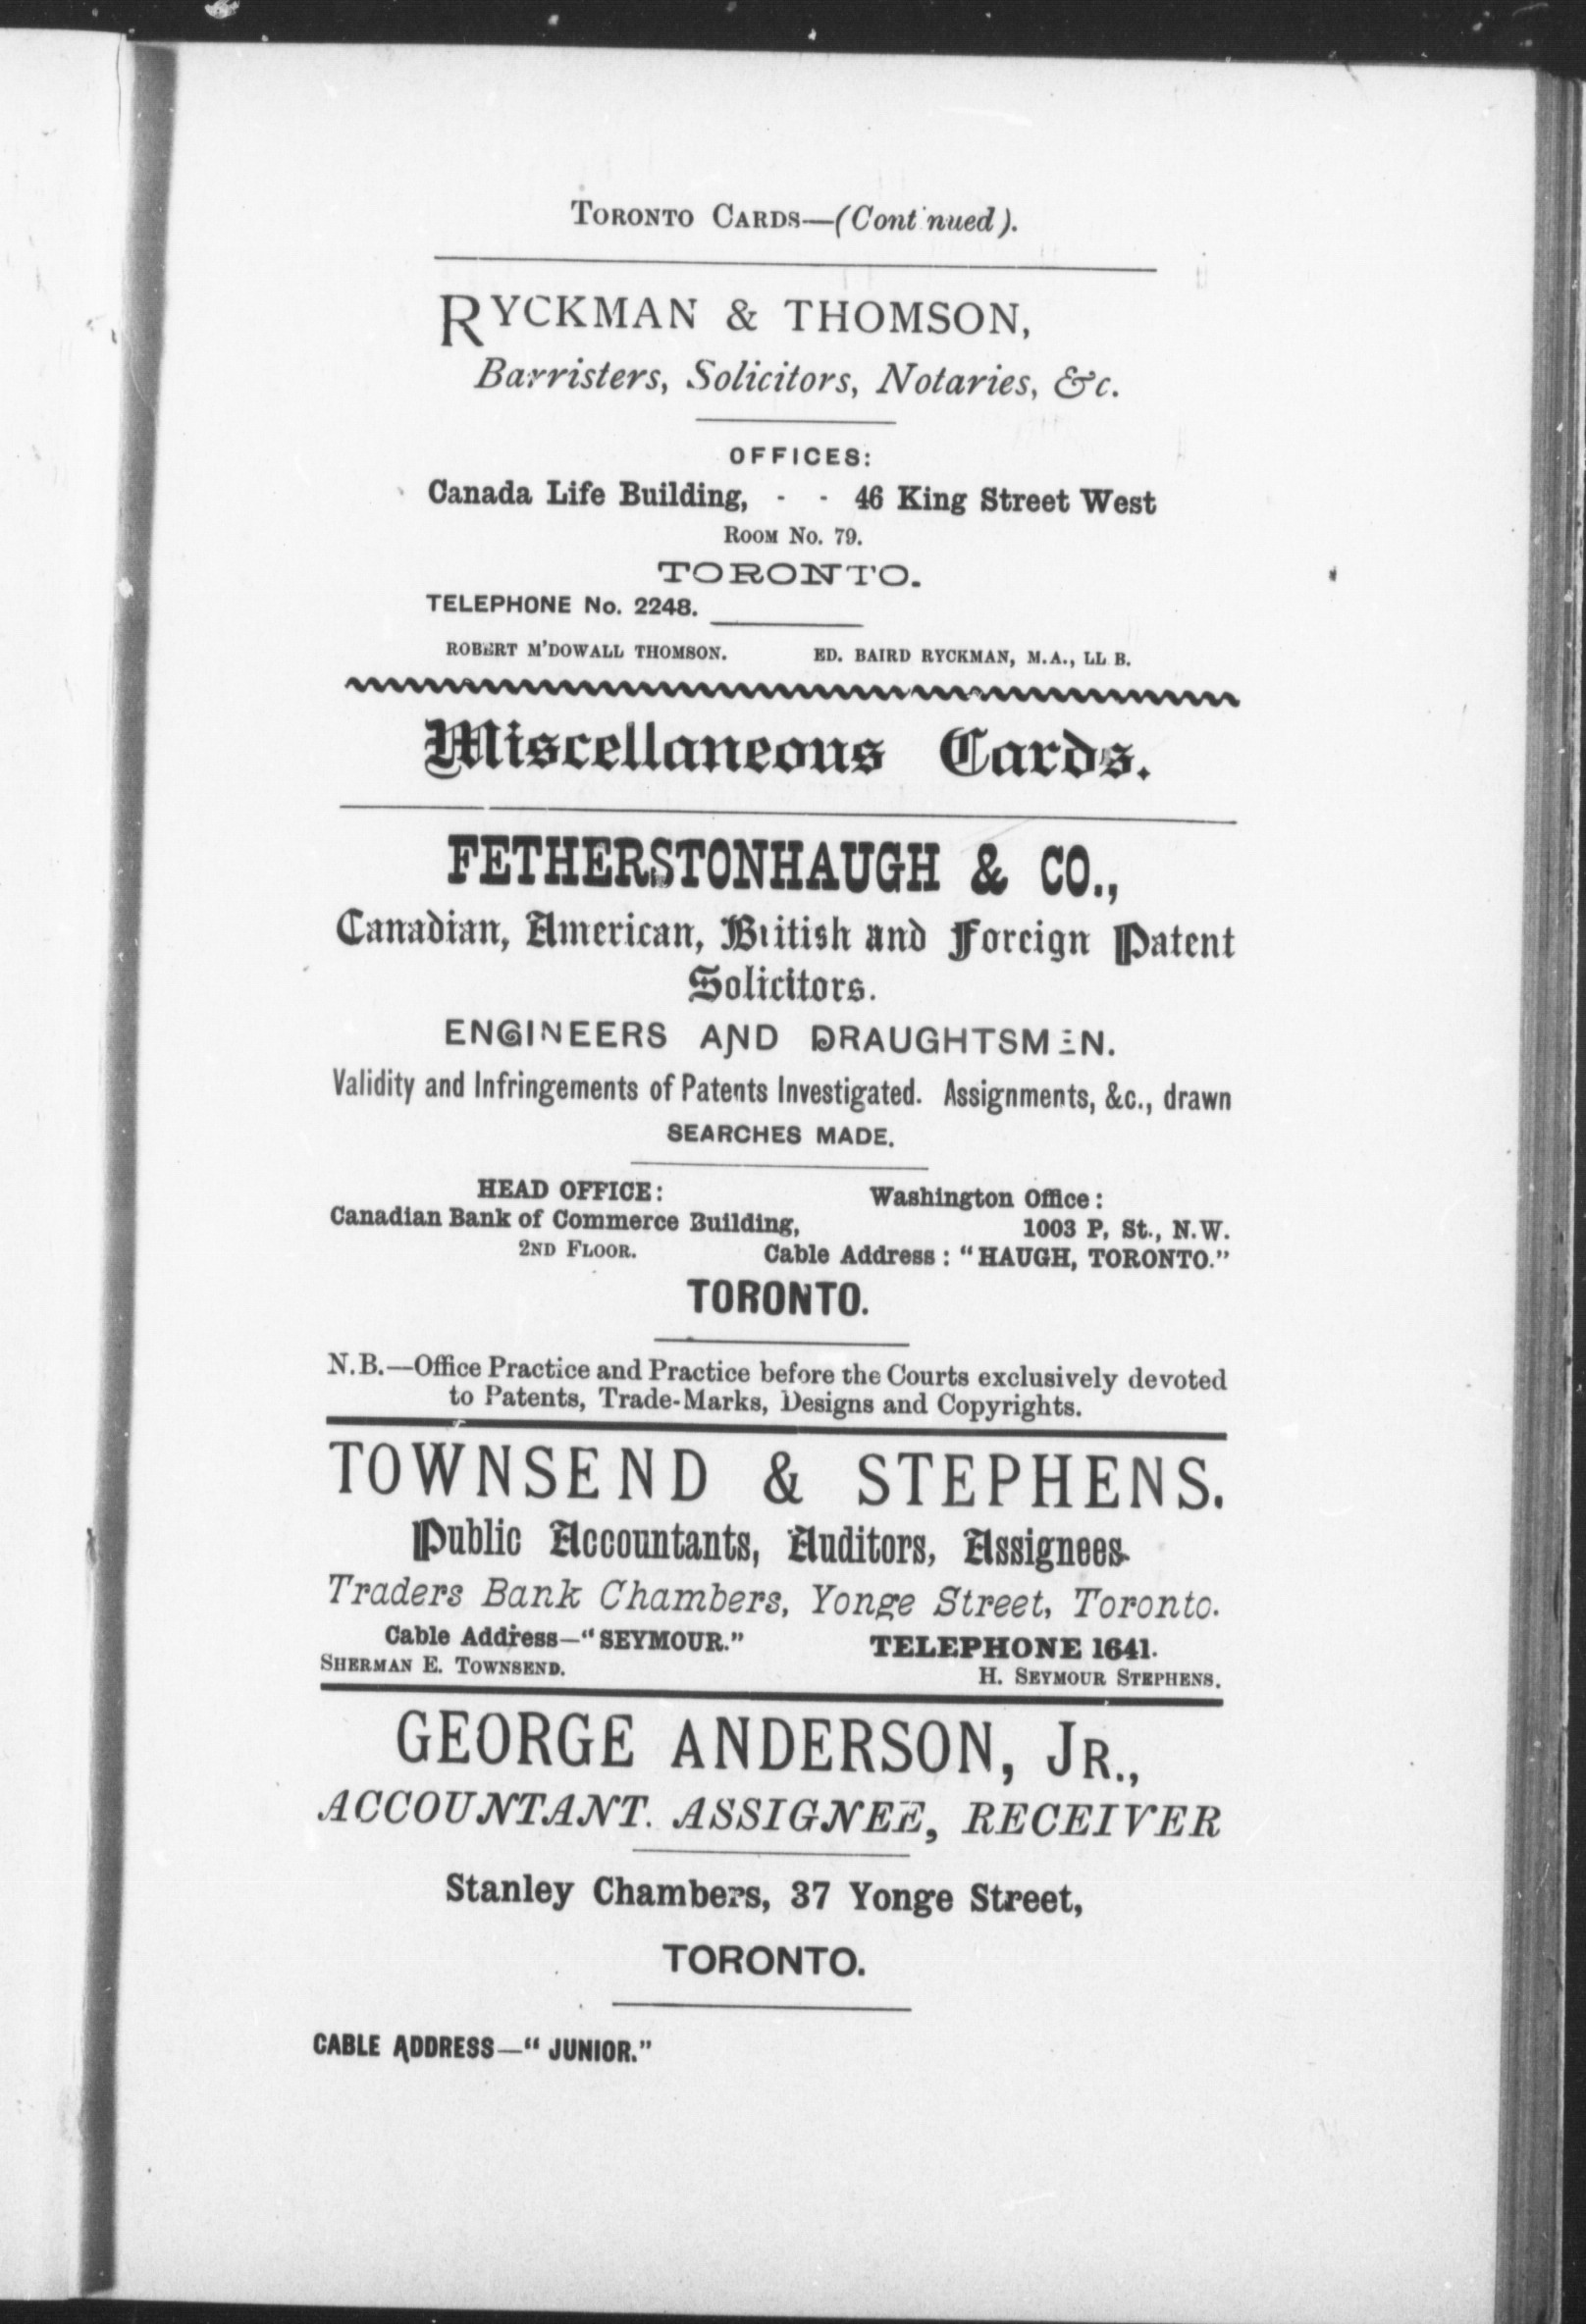 TORONTO CARDS—(Cont'nued).
RYCKMAN & THOMSON,
Barristers, Solicitors, Notaries, &c.
OFFICES:
Canada Life Building, - - 46 King Street West
ROOM No. 79.
TORONTO.
TELEPHONE No. 2248.
ROBERT M'DOWALL THOMSON. ED. BAIRD RYCKMAN, M.A., LL B.
Miscellaneous Cards.
FETHERSTONHAUGH & CO.,
Canadian, American, British and Foreign Patent
Solicitors.
ENGINEERS AND DRAUGHTSMEN.
Validity and Infringements of Patents Investigated. Assignments, &c., drawn
SEARCHES MADE.
HEAD OFFICE: Washington Office:
Canadian Bank of Commerce Building, 1003 P, St., N.W.
2ND FLOOR. Cable Address: "HAUGH, TORONTO."
TORONTO.
N.B.—Office Practice and Practice before the Courts exclusively devoted
to Patents, Trade-Marks, Designs and Copyrights.
TOWNSEND & STEPHENS.
Public Accountants, Auditors, Assignees.
Traders Bank Chambers, Yonge Street, Toronto.
Cable Address—"SEYMOUR." TELEPHONE 1641.
SHERMAN E. TOWNSEND. H. SEYMOUR STEPHENS.
GEORGE ANDERSON, JR.,
ACCOUNTANT. ASSIGNEE, RECEIVER
Stanley Chambers, 37 Yonge Street,
TORONTO.
CABLE ADDRESS—"JUNIOR."